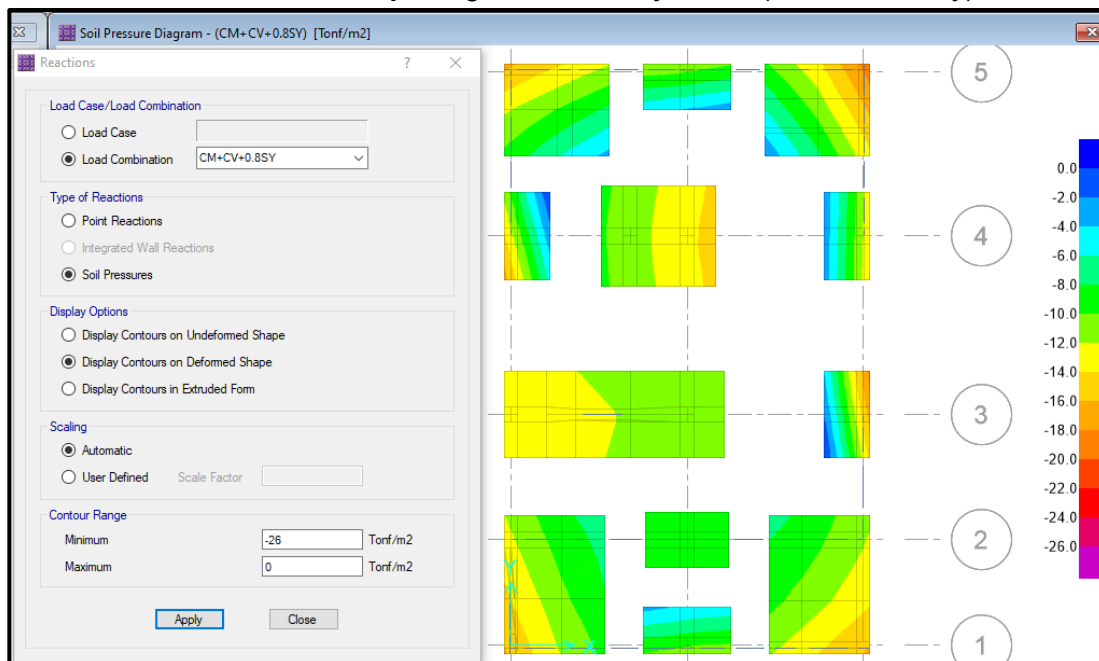 Soil Pressure Diagram - (CM+CV+0.8SY) [Tonf/m2]
Reactions
Load Case/Load Combination
Load Case
Load Combination CM+CV+0.8SY
Type of Reactions
Point Reactions
Integrated Wall Reactions
Soil Pressures
Display Options
Display Contours on Undeformed Shape
Display Contours on Deformed Shape
Display Contours in Extruded Form
Scaling
Automatic
User Defined Scale Factor
Contour Range
Minimum -26 Tonf/m2
Maximum 0 Tonf/m2
Apply Close
5
4
3
2
1
Y
X
0.0
-2.0
-4.0
-6.0
-8.0
-10.0
-12.0
-14.0
-16.0
-18.0
-20.0
-22.0
-24.0
-26.0